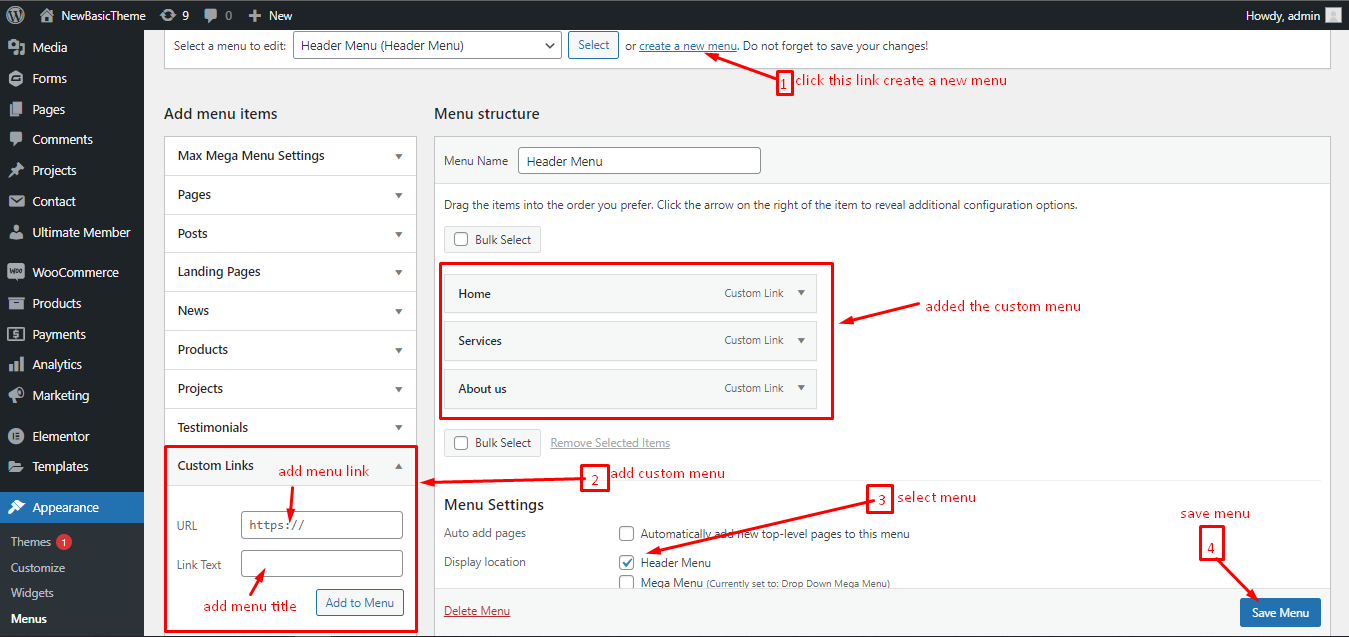 NewBasicTheme 9 0 New Howdy, admin
Media
Forms
Pages
Comments
Projects
Contact
Ultimate Member
WooCommerce
Products
Payments
Analytics
Marketing
Elementor
Templates
Appearance
Themes 1
Customize
Widgets
Menus
Select a menu to edit: Header Menu (Header Menu) Select or create a new menu. Do not forget to save your changes!
1 click this link create a new menu
Add menu items
Max Mega Menu Settings
Pages
Posts
Landing Pages
News
Products
Projects
Testimonials
Custom Links
add menu link
URL https://
Link Text
add menu title
Add to Menu
Menu structure
Menu Name Header Menu
Drag the items into the order you prefer. Click the arrow on the right of the item to reveal additional configuration options.
Bulk Select
Home Custom Link
Services Custom Link
About us Custom Link
added the custom menu
Bulk Select Remove Selected Items
2 add custom menu
Menu Settings
3 select menu
Auto add pages Automatically add new top-level pages to this menu
Display location Header Menu
Mega Menu (Currently set to: Drop Down Mega Menu)
save menu
4
Delete Menu Save Menu